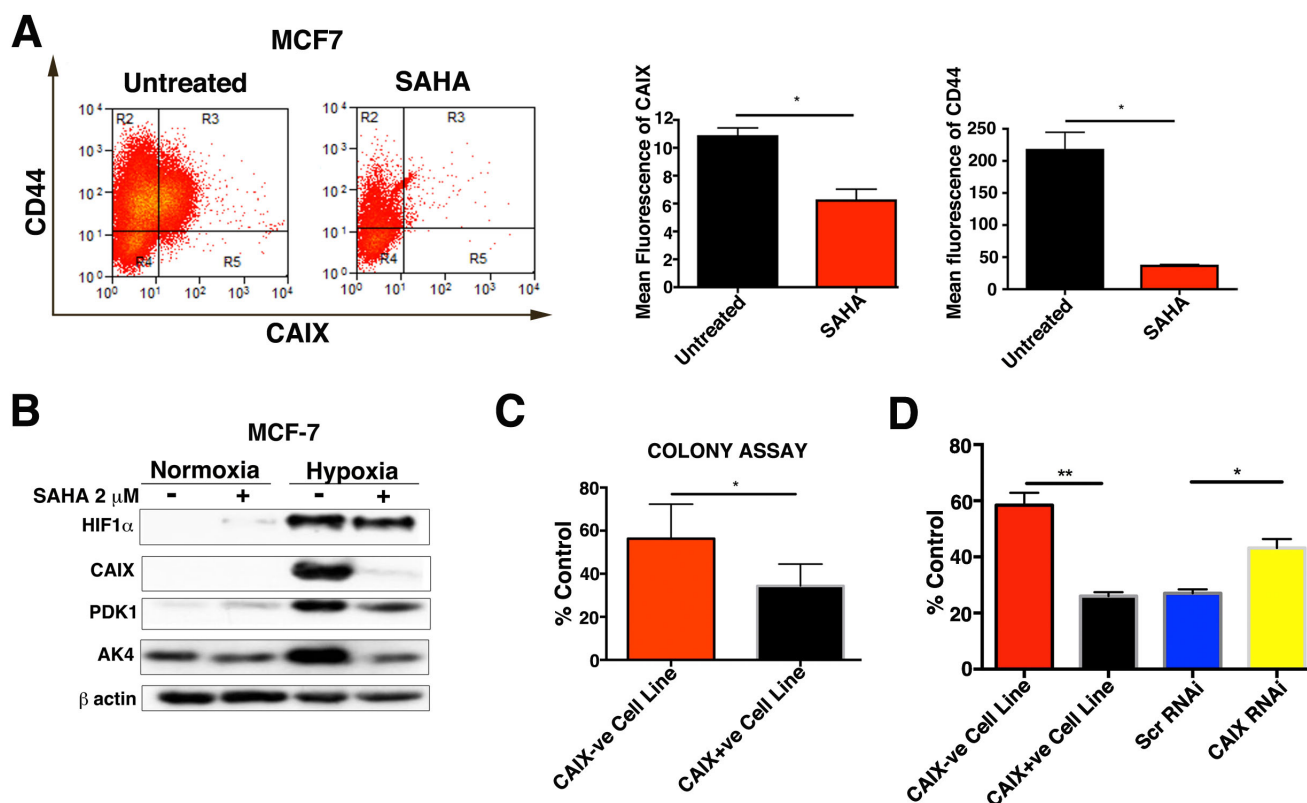 A
MCF7
Untreated
SAHA
CD44
10⁴
10³
10²
10¹
10⁰
R2
R3
R4
R5
10⁰ 10¹ 10² 10³ 10⁴
10⁴
10³
10²
10¹
10⁰
R2
R3
R4
R5
10⁰ 10¹ 10² 10³ 10⁴
CAIX
Mean Fluorescence of CAIX
12
10
8
6
4
2
0
*
Untreated
SAHA
Mean fluorescence of CD44
250
200
150
100
50
0
*
Untreated
SAHA
B
MCF-7
Normoxia Hypoxia
SAHA 2 μM - + - +
HIF1α
CAIX
PDK1
AK4
β actin
C
COLONY ASSAY
% Control
80
60
40
20
0
*
CAIX-ve Cell Line
CAIX+ve Cell Line
D
% Control
80
60
40
20
0
**
*
CAIX-ve Cell Line
CAIX+ve Cell Line
Scr RNAi
CAIX RNAi